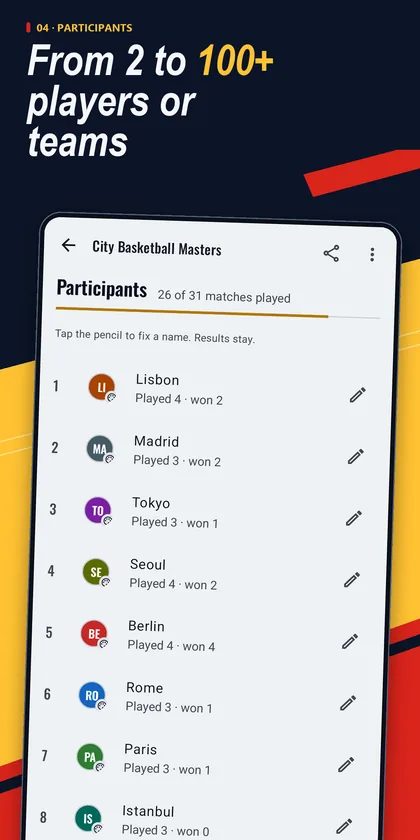 04 · PARTICIPANTS
From 2 to 100+
players or
teams
City Basketball Masters
Participants 26 of 31 matches played
Tap the pencil to fix a name. Results stay.
1 LI Lisbon
Played 4 · won 2
2 MA Madrid
Played 3 · won 2
3 TO Tokyo
Played 3 · won 1
4 SE Seoul
Played 4 · won 2
5 BE Berlin
Played 4 · won 4
6 RO Rome
Played 3 · won 1
7 PA Paris
Played 3 · won 1
8 IS Istanbul
Played 3 · won 0